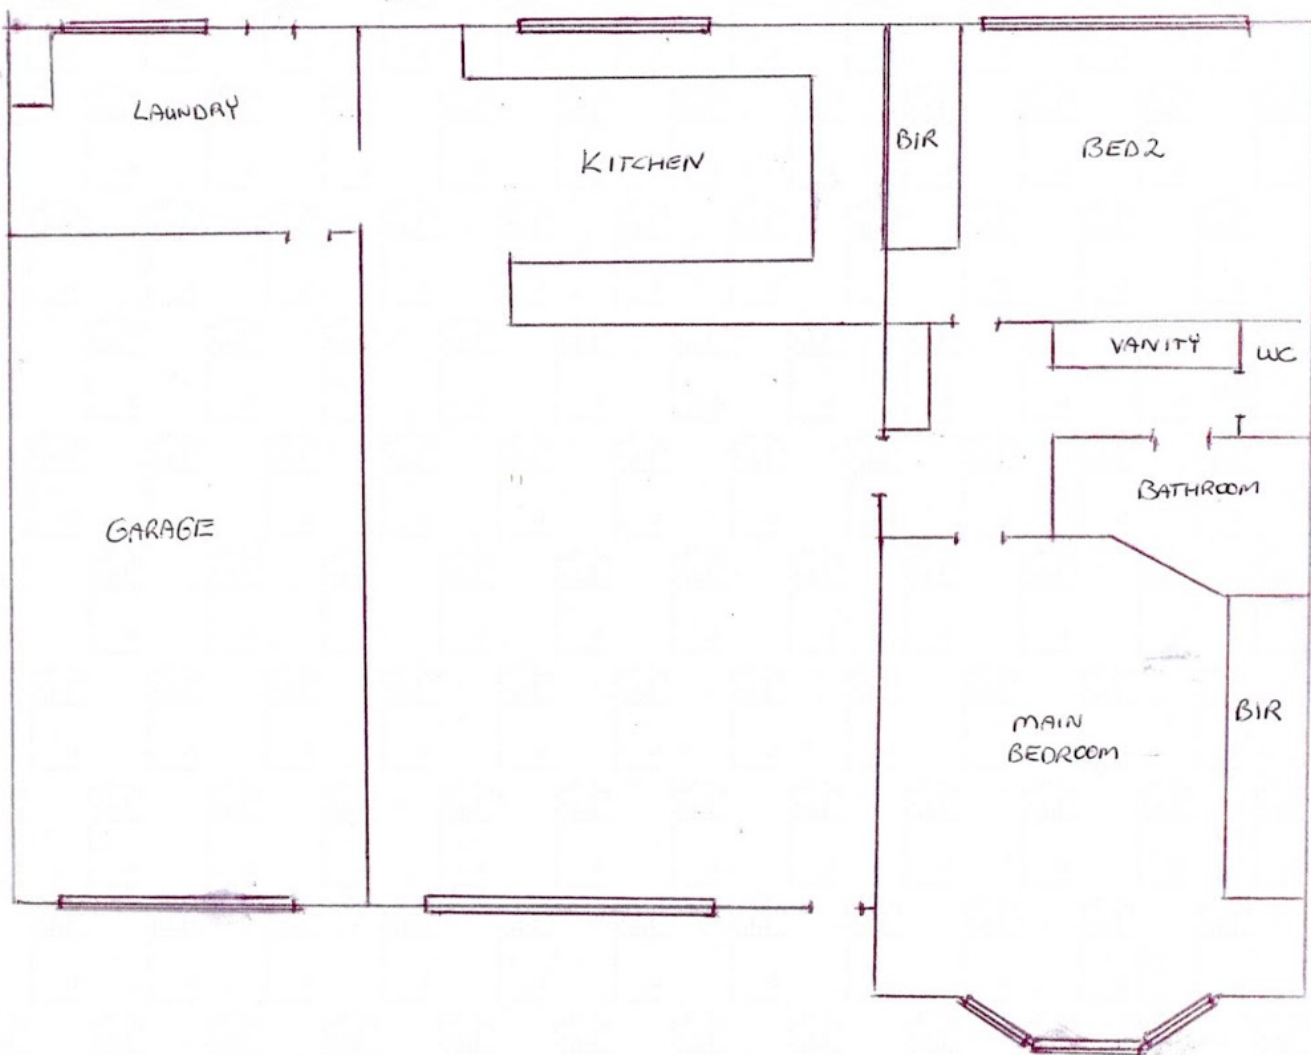 LAUNDRY
KITCHEN
BIR
BED2
VANITY
WC
BATHROOM
GARAGE
MAIN
BEDROOM
BIR